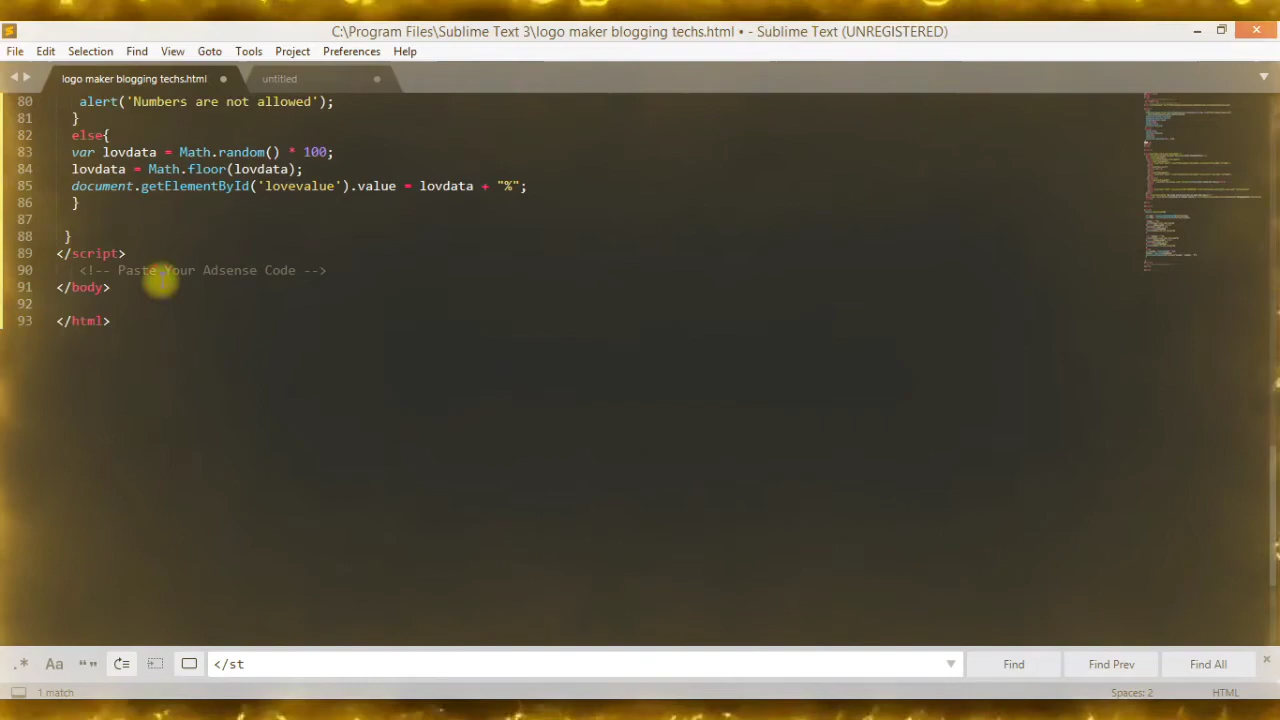 C:\Program Files\Sublime Text 3\logo maker blogging techs.html • - Sublime Text (UNREGISTERED)
File Edit Selection Find View Goto Tools Project Preferences Help
logo maker blogging techs.html untitled
80 alert('Numbers are not allowed');
81 }
82 else{
83 var lovdata = Math.random() * 100;
84 lovdata = Math.floor(lovdata);
85 document.getElementById('lovevalue').value = lovdata + "%";
86 }
87
88 }
89 </script>
90 <!-- Paste Your Adsense Code -->
91 </body>
92
93 </html>
.* Aa “” </st Find Find Prev Find All
1 match Spaces: 2 HTML